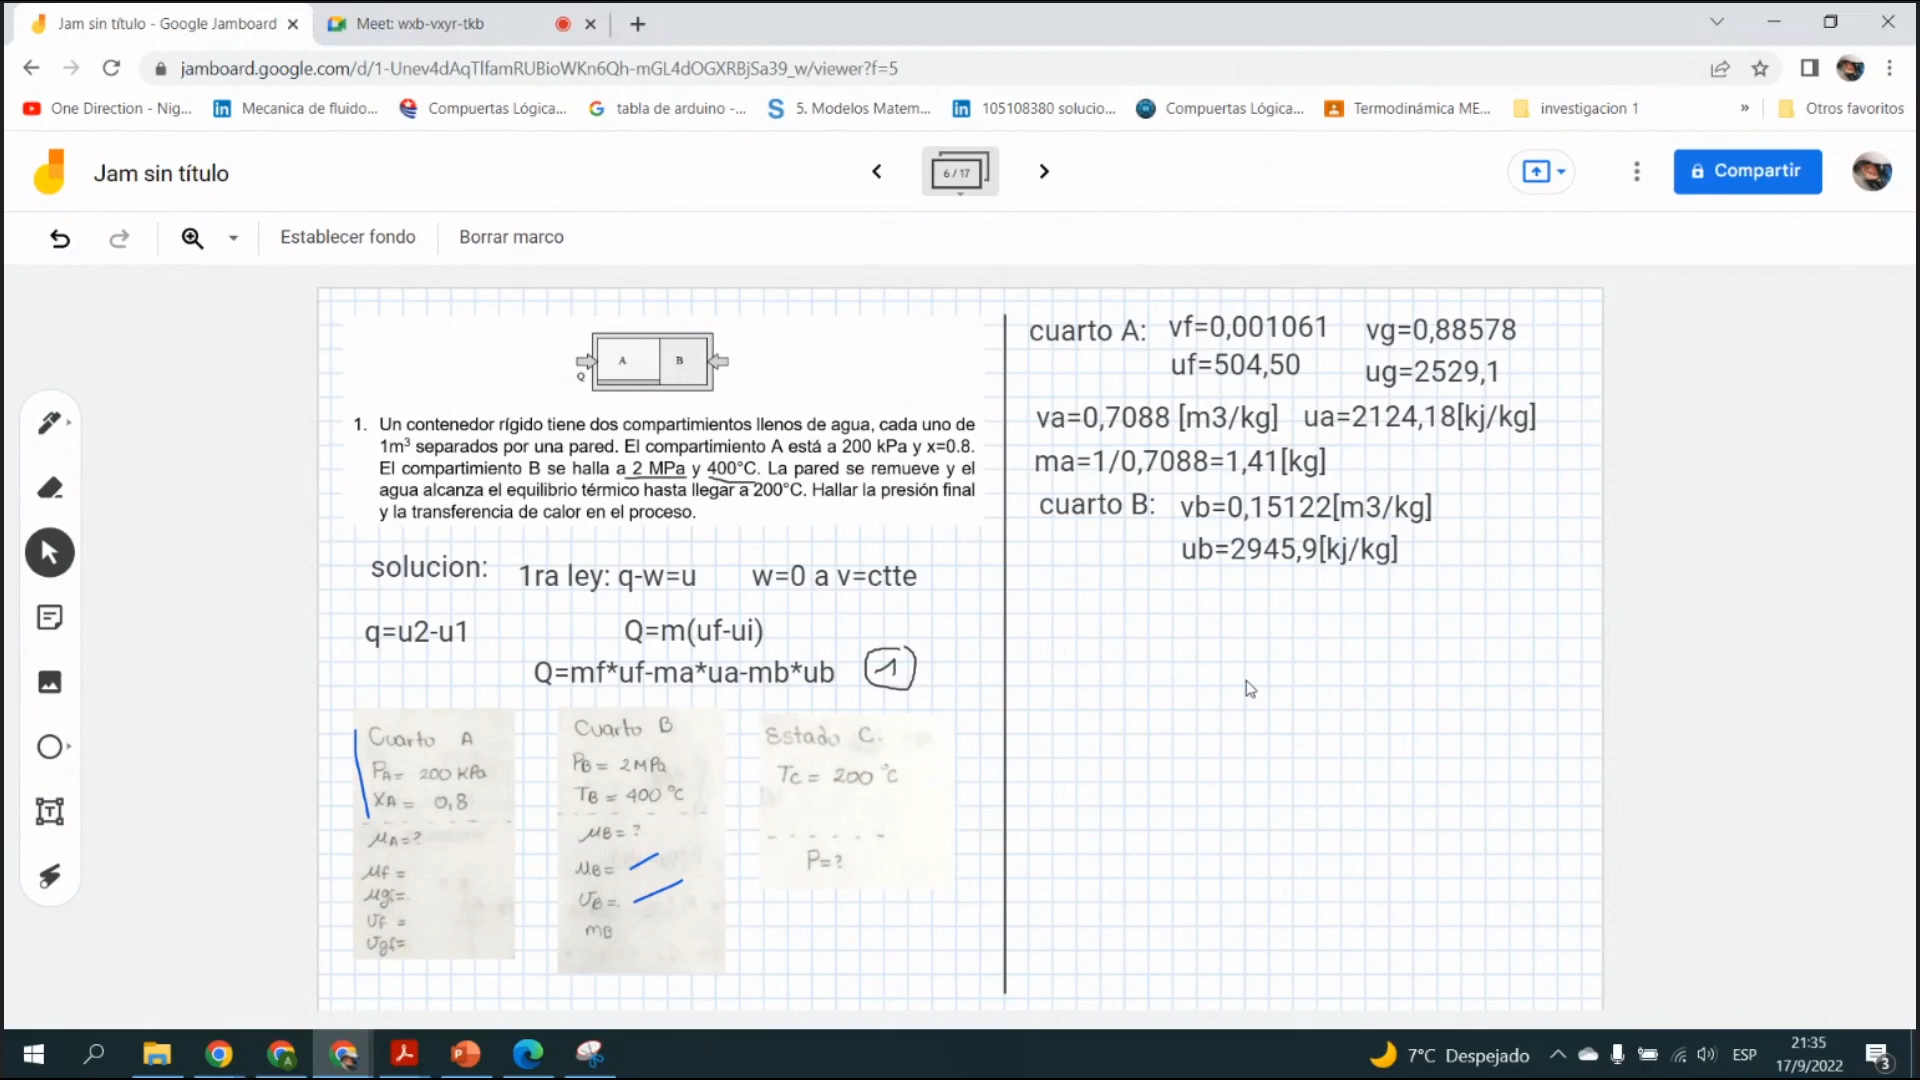 Jam sin título - Google Jamboard
Meet: wxb-vxyr-tkb
jamboard.google.com/d/1-Unev4dAqTlfamRUBioWKn6Qh-mGL4dOGXRBjSa39_w/viewer?f=5
One Direction - Nig...
Mecanica de fluido...
Compuertas Lógica...
tabla de arduino -...
5. Modelos Matem...
105108380 solucio...
Compuertas Lógica...
Termodinámica ME...
investigacion 1
»
Otros favoritos
Jam sin título
6 / 17
Compartir
Establecer fondo
Borrar marco
A B
Q
1. Un contenedor rígido tiene dos compartimientos llenos de agua, cada uno de
1m³ separados por una pared. El compartimiento A está a 200 kPa y x=0.8.
El compartimiento B se halla a 2 MPa y 400°C. La pared se remueve y el
agua alcanza el equilibrio térmico hasta llegar a 200°C. Hallar la presión final
y la transferencia de calor en el proceso.
solucion: 1ra ley: q-w=u w=0 a v=ctte
q=u2-u1 Q=m(uf-ui)
Q=mf*uf-ma*ua-mb*ub 1
Cuarto A
PA= 200 KPa
XA= 0,8
μA=?
μf =
μgf=
υf =
υgf=
Cuarto B
PB= 2MPa
TB= 400 °C
μB=?
μB=
υB=
mB
Estado C.
Tc= 200 °C
P=?
cuarto A: vf=0,001061 vg=0,88578
uf=504,50 ug=2529,1
va=0,7088 [m3/kg] ua=2124,18[kj/kg]
ma=1/0,7088=1,41[kg]
cuarto B: vb=0,15122[m3/kg]
ub=2945,9[kj/kg]
7°C Despejado
ESP
21:35
17/9/2022
3